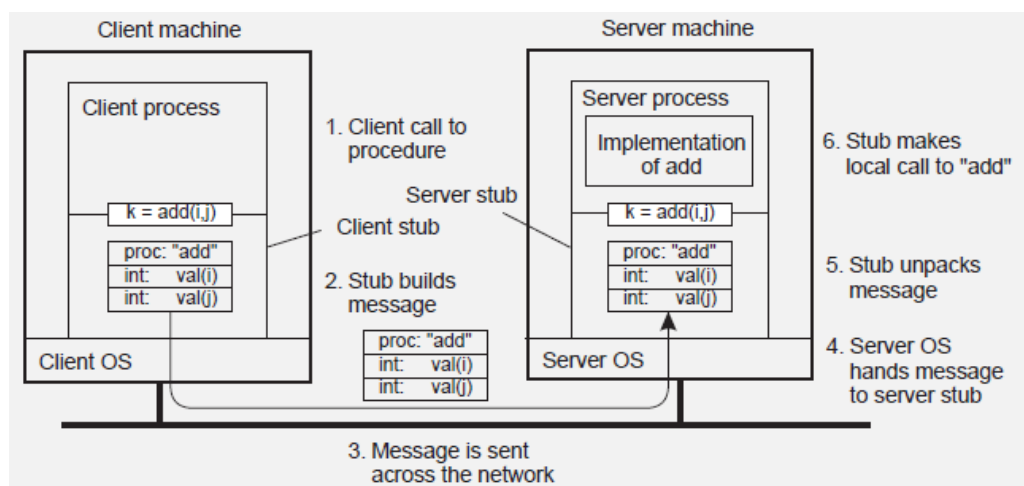 Client machine
Server machine
Client process
1. Client call to
procedure
Server process
Implementation
of add
6. Stub makes
local call to "add"
Server stub
k = add(i,j)
Client stub
k = add(i,j)
proc: "add"
int: val(i)
int: val(j)
2. Stub builds
message
proc: "add"
int: val(i)
int: val(j)
5. Stub unpacks
message
proc: "add"
int: val(i)
int: val(j)
Client OS
Server OS
4. Server OS
hands message
to server stub
3. Message is sent
across the network